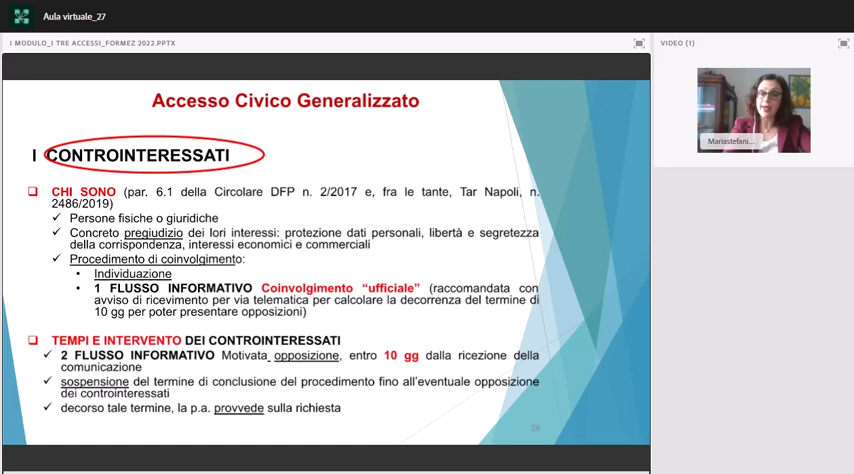 Aula virtuale_27
I MODULO_I TRE ACCESSI_FORMEZ 2022.PPTX
VIDEO (1)
Accesso Civico Generalizzato
I CONTROINTERESSATI
CHI SONO (par. 6.1 della Circolare DFP n. 2/2017 e, fra le tante, Tar Napoli, n.
2486/2019)
✓ Persone fisiche o giuridiche
✓ Concreto pregiudizio dei loro interessi: protezione dati personali, libertà e segretezza
della corrispondenza, interessi economici e commerciali
✓ Procedimento di coinvolgimento:
• Individuazione
• 1 FLUSSO INFORMATIVO Coinvolgimento “ufficiale” (raccomandata con
avviso di ricevimento per via telematica per calcolare la decorrenza del termine di
10 gg per poter presentare opposizioni)
TEMPI E INTERVENTO DEI CONTROINTERESSATI
✓ 2 FLUSSO INFORMATIVO Motivata opposizione, entro 10 gg dalla ricezione della
comunicazione
✓ sospensione del termine di conclusione del procedimento fino all’eventuale opposizione
dei controinteressati
✓ decorso tale termine, la p.a. provvede sulla richiesta
26
Mariastefani...